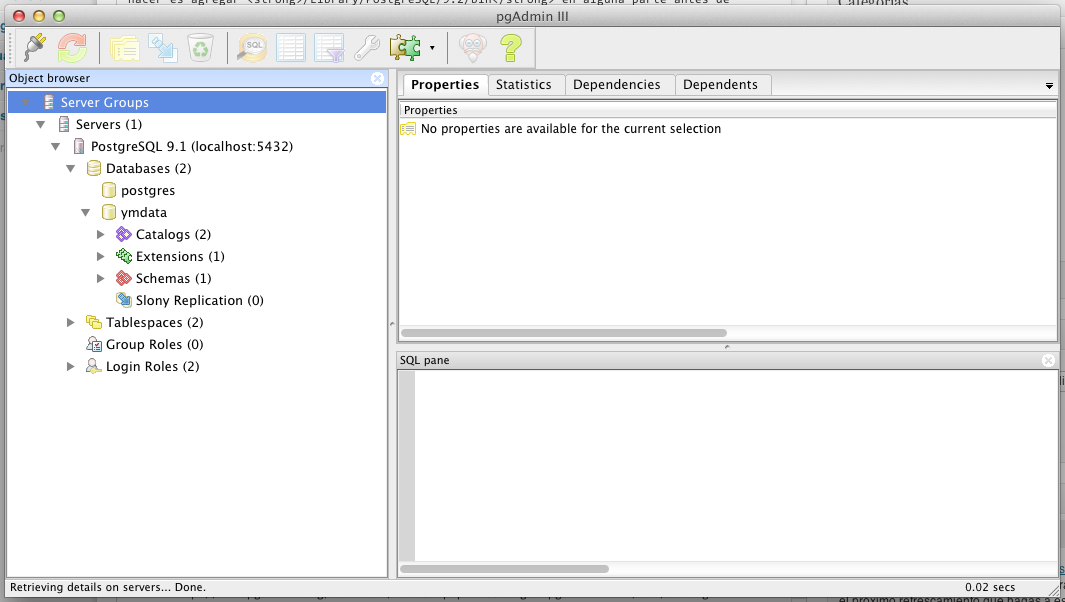 hacer es agregar <strong>/Library/PostgreSQL/9.2/bin</strong> en alguna parte antes de
Categorías
pgAdmin III
SQL
Object browser
Server Groups
Servers (1)
PostgreSQL 9.1 (localhost:5432)
Databases (2)
postgres
ymdata
Catalogs (2)
Extensions (1)
Schemas (1)
Slony Replication (0)
Tablespaces (2)
Group Roles (0)
Login Roles (2)
Properties
Statistics
Dependencies
Dependents
Properties
No properties are available for the current selection
SQL pane
Retrieving details on servers... Done.
0.02 secs
el próximo refrescamiento que hagas a es